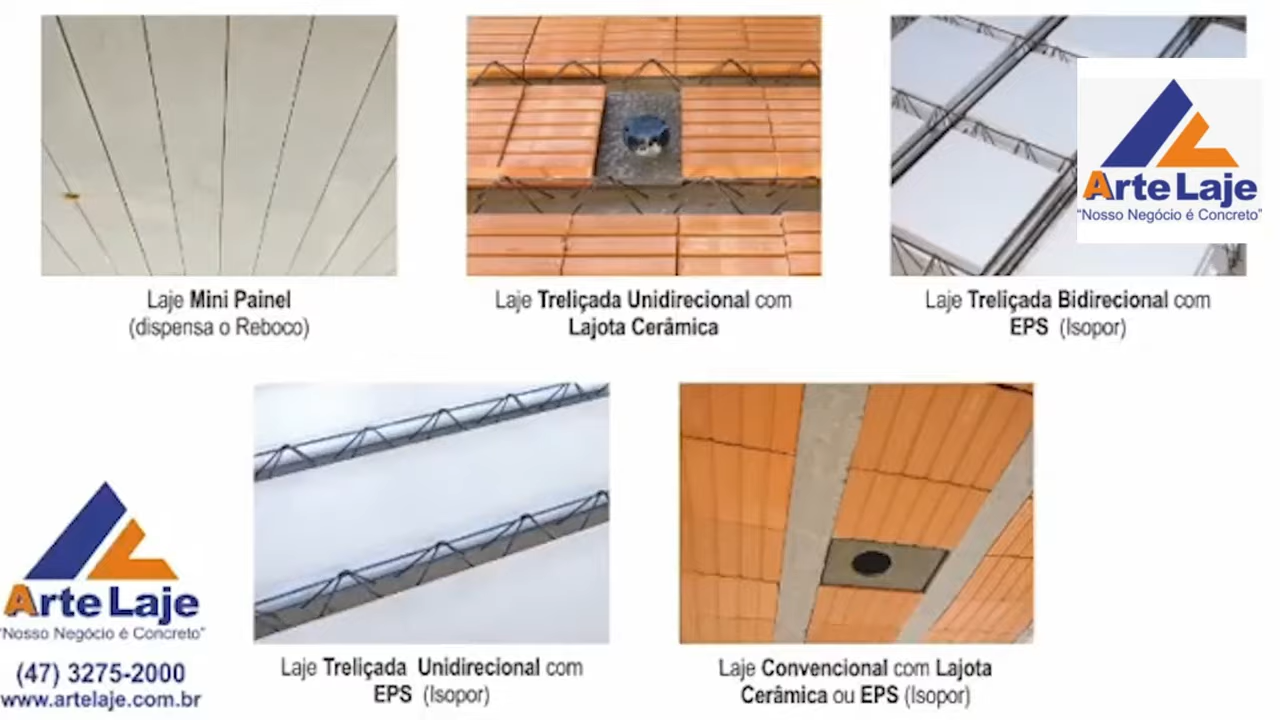 Arte Laje
"Nosso Negócio é Concreto"
Laje Mini Painel
(dispensa o Reboco)
Laje Treliçada Unidirecional com
Lajota Cerâmica
Laje Treliçada Bidirecional com
EPS (Isopor)
Arte Laje
"Nosso Negócio é Concreto"
(47) 3275-2000
www.artelaje.com.br
Laje Treliçada Unidirecional com
EPS (Isopor)
Laje Convencional com Lajota
Cerâmica ou EPS (Isopor)